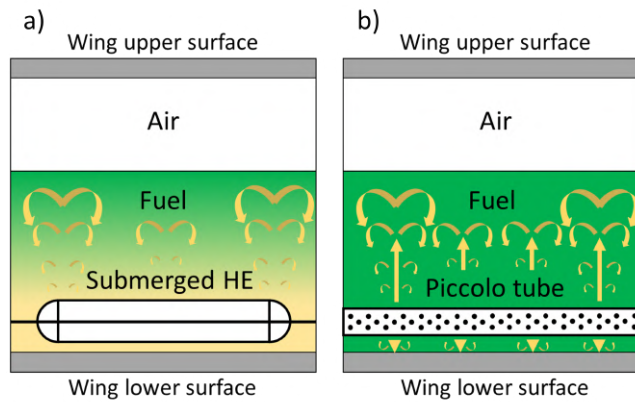 a)
Wing upper surface
Air
Fuel
Submerged HE
Wing lower surface
b)
Wing upper surface
Air
Fuel
Piccolo tube
Wing lower surface